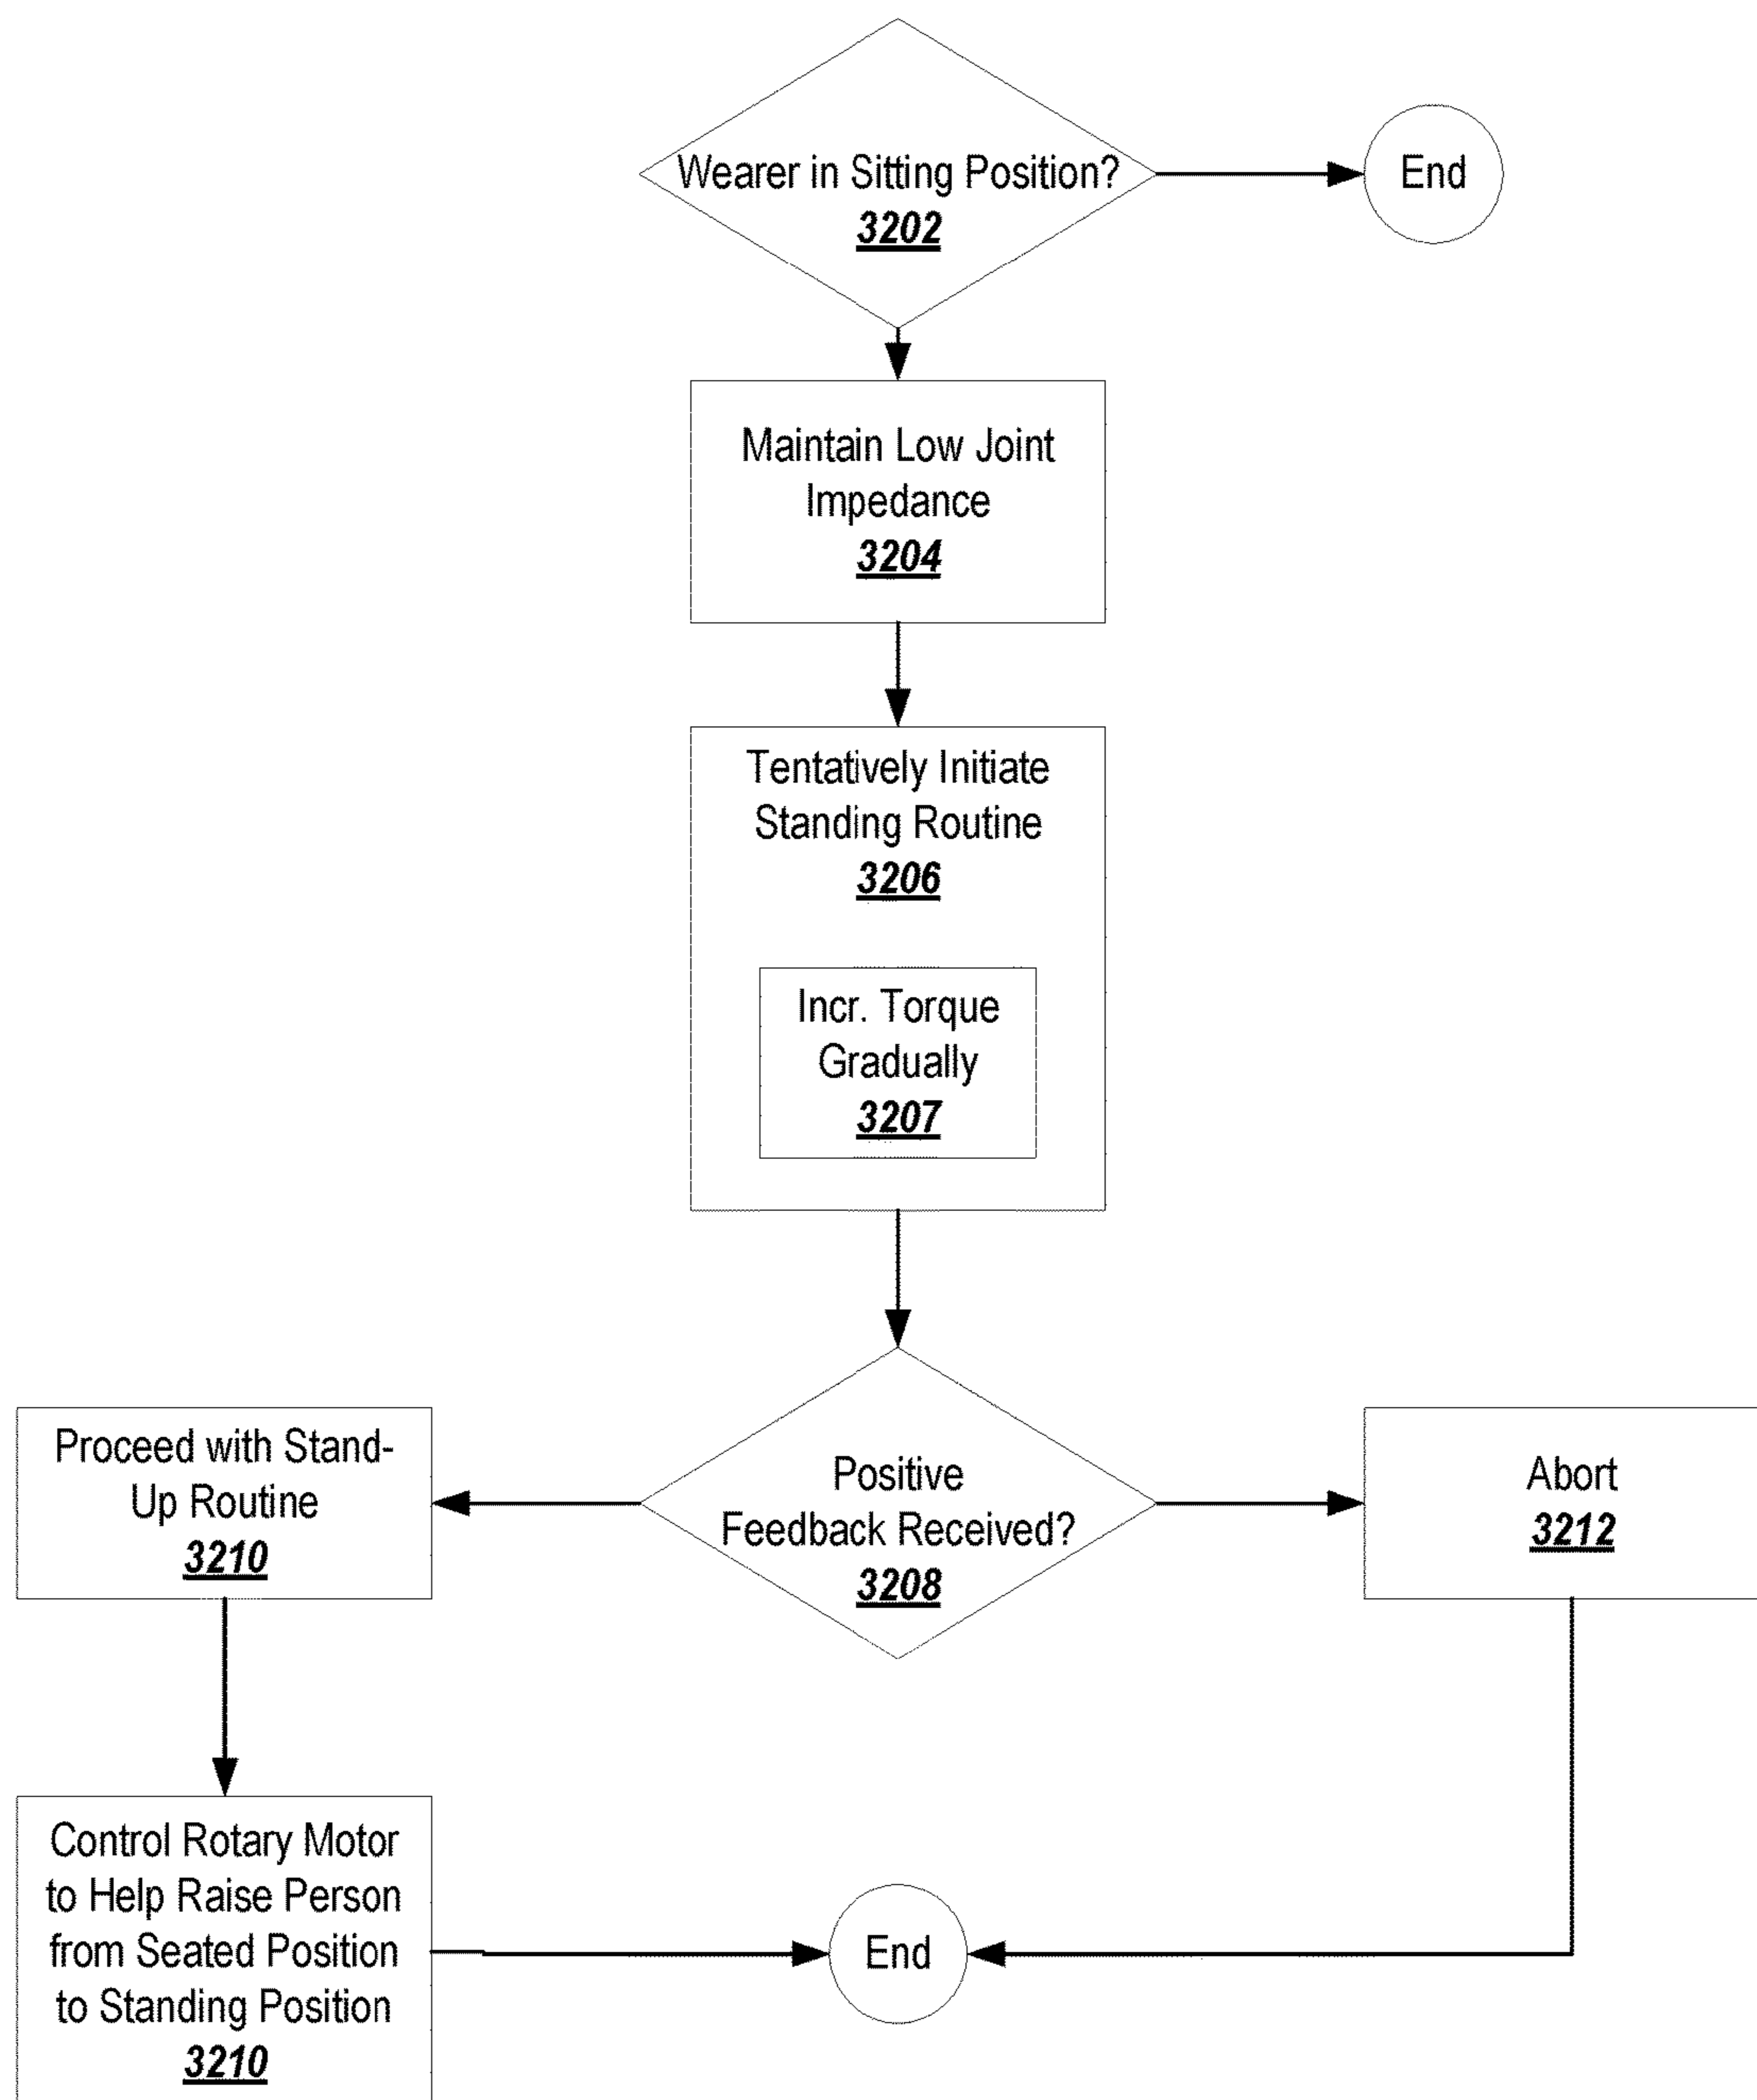 Wearer in Sitting Position?
3202
End
Maintain Low Joint
Impedance
3204
Tentatively Initiate
Standing Routine
3206
Incr. Torque
Gradually
3207
Positive
Feedback Received?
3208
Proceed with Stand-
Up Routine
3210
Abort
3212
Control Rotary Motor
to Help Raise Person
from Seated Position
to Standing Position
3210
End